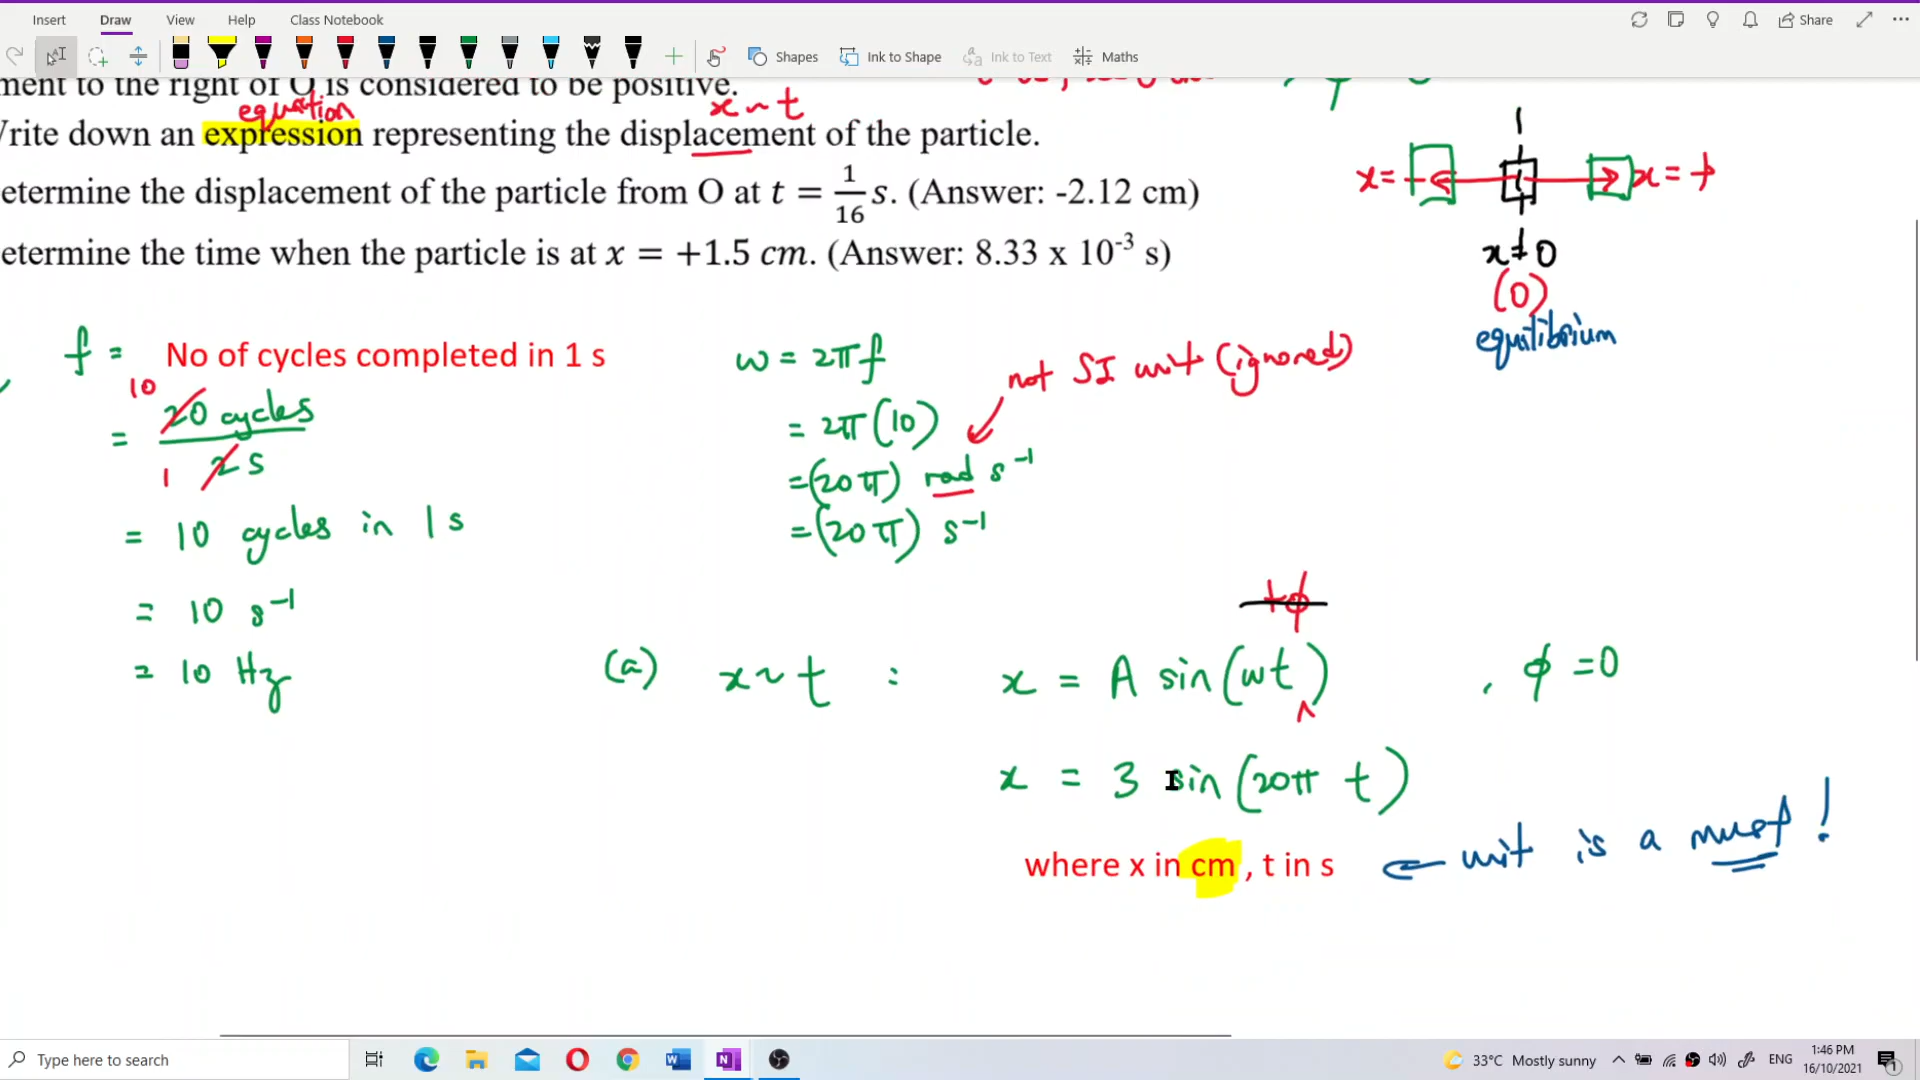 Insert Draw View Help Class Notebook Share
Shapes Ink to Shape Ink to Text Maths
ment to the right of O is considered to be positive.
equation x ~ t
rite down an expression representing the displacement of the particle.
etermine the displacement of the particle from O at t = 1/16 s. (Answer: -2.12 cm)
etermine the time when the particle is at x = +1.5 cm. (Answer: 8.33 x 10⁻³ s)
x = - x = +
x = 0
(0)
equilibrium
f = No of cycles completed in 1 s
10
= 20 cycles
1 2 s
= 10 cycles in 1 s
= 10 s⁻¹
= 10 Hz
ω = 2πf
= 2π (10)
= (20π) rad s⁻¹
= (20π) s⁻¹
not SI unit (ignored)
+φ
(a) x ~ t : x = A sin(ωt) , φ = 0
x = 3 sin(20π t)
where x in cm , t in s
unit is a must !
Type here to search
33°C Mostly sunny ENG 1:46 PM
16/10/2021